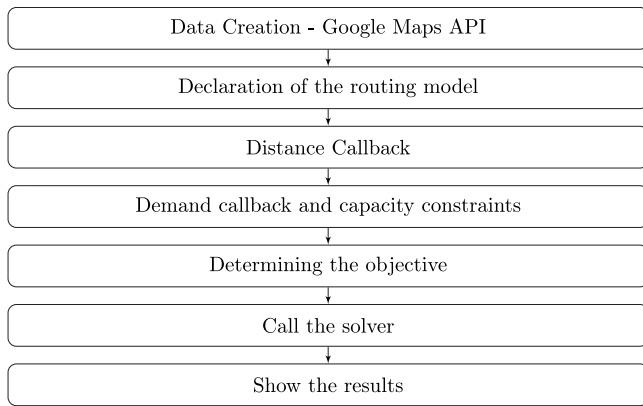 Data Creation - Google Maps API
Declaration of the routing model
Distance Callback
Demand callback and capacity constraints
Determining the objective
Call the solver
Show the results